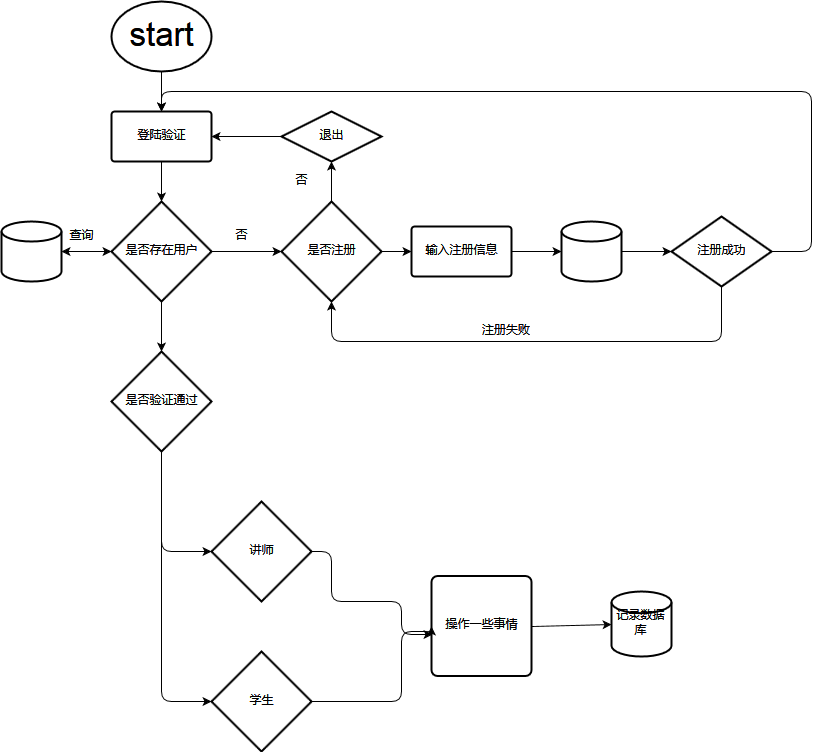 start
登陆验证
退出
否
查询
是否存在用户
否
是否注册
输入注册信息
注册成功
注册失败
是否验证通过
讲师
操作一些事情
记录数据
库
学生